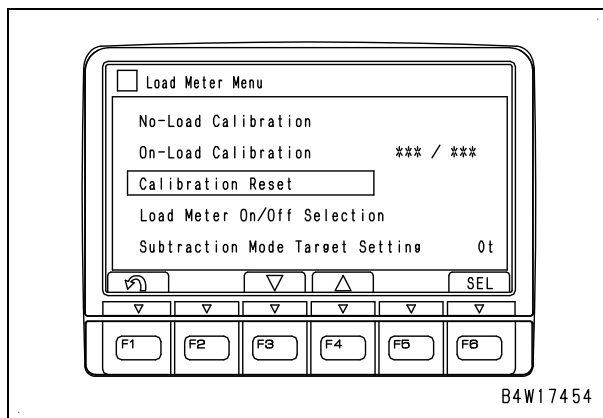 Load Meter Menu
No-Load Calibration
On-Load Calibration *** / ***
Calibration Reset
Load Meter On/Off Selection
Subtraction Mode Target Setting 0t
SEL
F1 F2 F3 F4 F5 F6
B4W17454